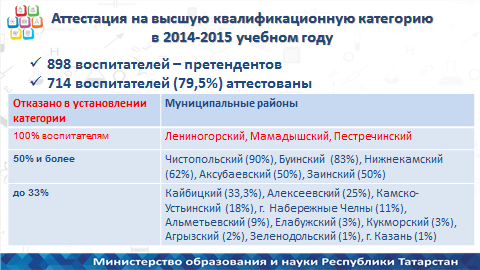 Аттестация на высшую квалификационную категорию
в 2014-2015 учебном году
✓ 898 воспитателей – претендентов
✓ 714 воспитателей (79,5%) аттестованы
Отказано в установлении
категории
Муниципальные районы
100% воспитателям
Лениногорский, Мамадышский, Пестречинский
50% и более
Чистопольский (90%), Буинский (83%), Нижнекамский
(62%), Аксубаевский (50%), Заинский (50%)
до 33%
Кайбицкий (33,3%), Алексеевский (25%), Камско-
Устьинский (18%), г. Набережные Челны (11%),
Альметьевский (9%), Елабужский (3%), Кукморский (3%),
Агрызский (2%), Зеленодольский (1%), г. Казань (1%)
Министерство образования и науки Республики Татарстан